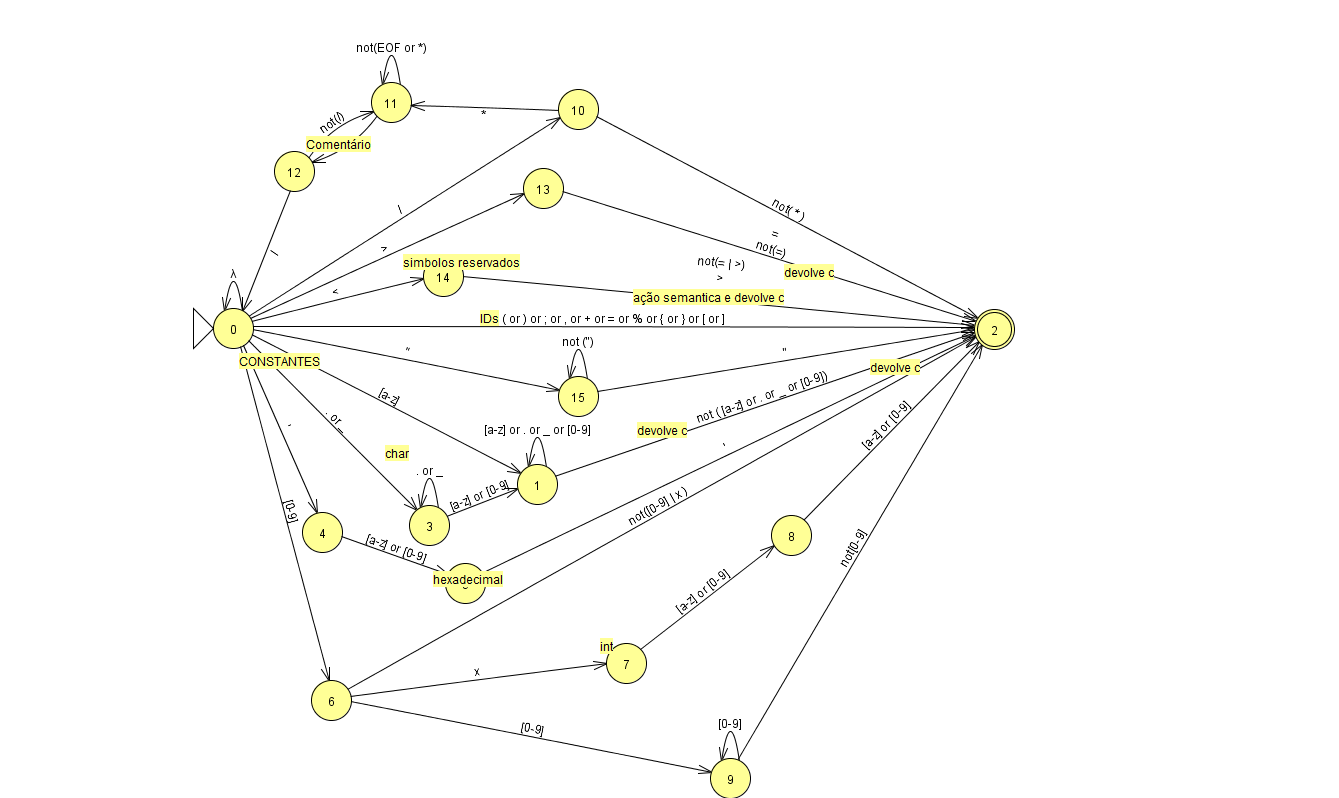 not(EOF or *)
11
10
*
not(/)
Comentário
12
13
/
not( * )
=
not(=)
/
>
simbolos reservados
not(= | >)
>
devolve c
λ
14
<
ação semantica e devolve c
0
IDs ( or ) or ; or , or + or = or % or { or } or [ or ]
2
not (")
"
"
CONSTANTES
devolve c
15
[a-z]
not ( [a-z] or . or _ or [0-9])
. or _
[a-z] or . or _ or [0-9]
devolve c
[a-z] or [0-9]
'
char
'
. or _
1
[a-z] or [0-9]
[0-9]
not([0-9] | x )
3
4
8
[a-z] or [0-9]
not[0-9]
hexadecimal
[a-z] or [0-9]
int
7
x
6
[0-9]
[0-9]
9